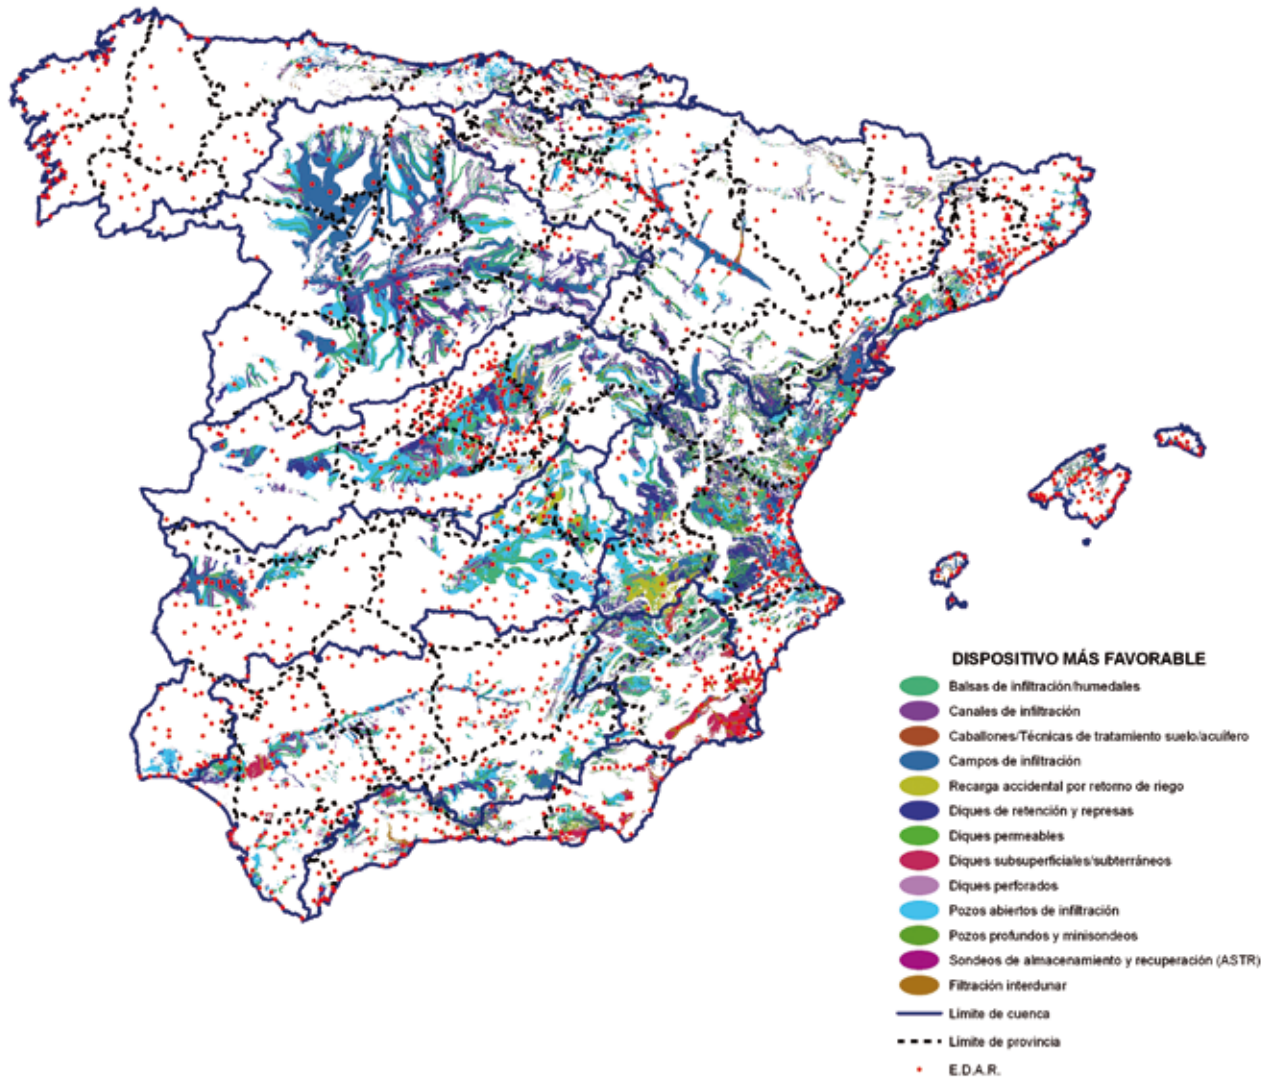 DISPOSITIVO MÁS FAVORABLE
Balsas de infiltración/humedales
Canales de infiltración
Caballones/Técnicas de tratamiento suelo/acuífero
Campos de infiltración
Recarga accidental por retorno de riego
Diques de retención y represas
Diques permeables
Diques subsuperficiales/subterráneos
Diques perforados
Pozos abiertos de infiltración
Pozos profundos y minisondeos
Sondeos de almacenamiento y recuperación (ASTR)
Filtración interdunar
Límite de cuenca
Límite de provincia
E.D.A.R.